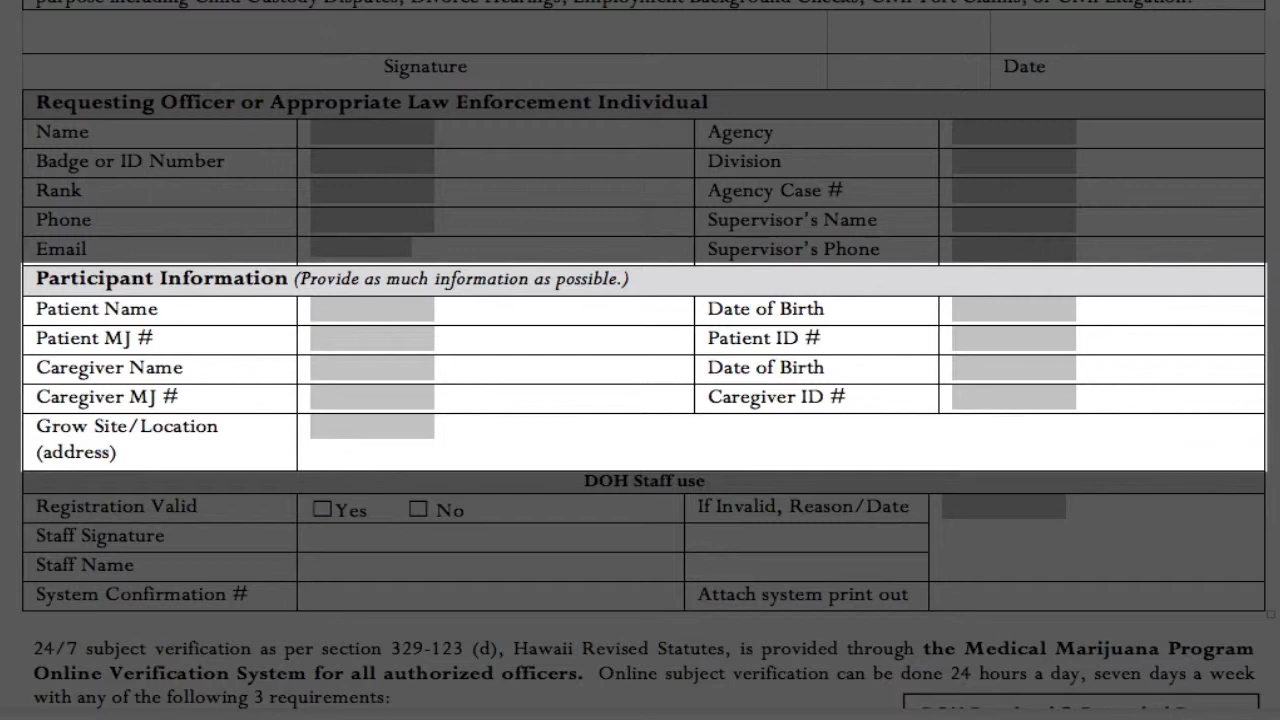 purpose including Child Custody Disputes, Divorce Hearings, Employment Background Checks, Civil Tort Claims, or Civil Litigation.
Signature Date
Requesting Officer or Appropriate Law Enforcement Individual
Name Agency
Badge or ID Number Division
Rank Agency Case #
Phone Supervisor's Name
Email Supervisor's Phone
Participant Information (Provide as much information as possible.)
Patient Name Date of Birth
Patient MJ # Patient ID #
Caregiver Name Date of Birth
Caregiver MJ # Caregiver ID #
Grow Site/Location
(address)
DOH Staff use
Registration Valid ☐Yes ☐ No If Invalid, Reason/Date
Staff Signature
Staff Name
System Confirmation # Attach system print out
24/7 subject verification as per section 329-123 (d), Hawaii Revised Statutes, is provided through the Medical Marijuana Program
Online Verification System for all authorized officers. Online subject verification can be done 24 hours a day, seven days a week
with any of the following 3 requirements: